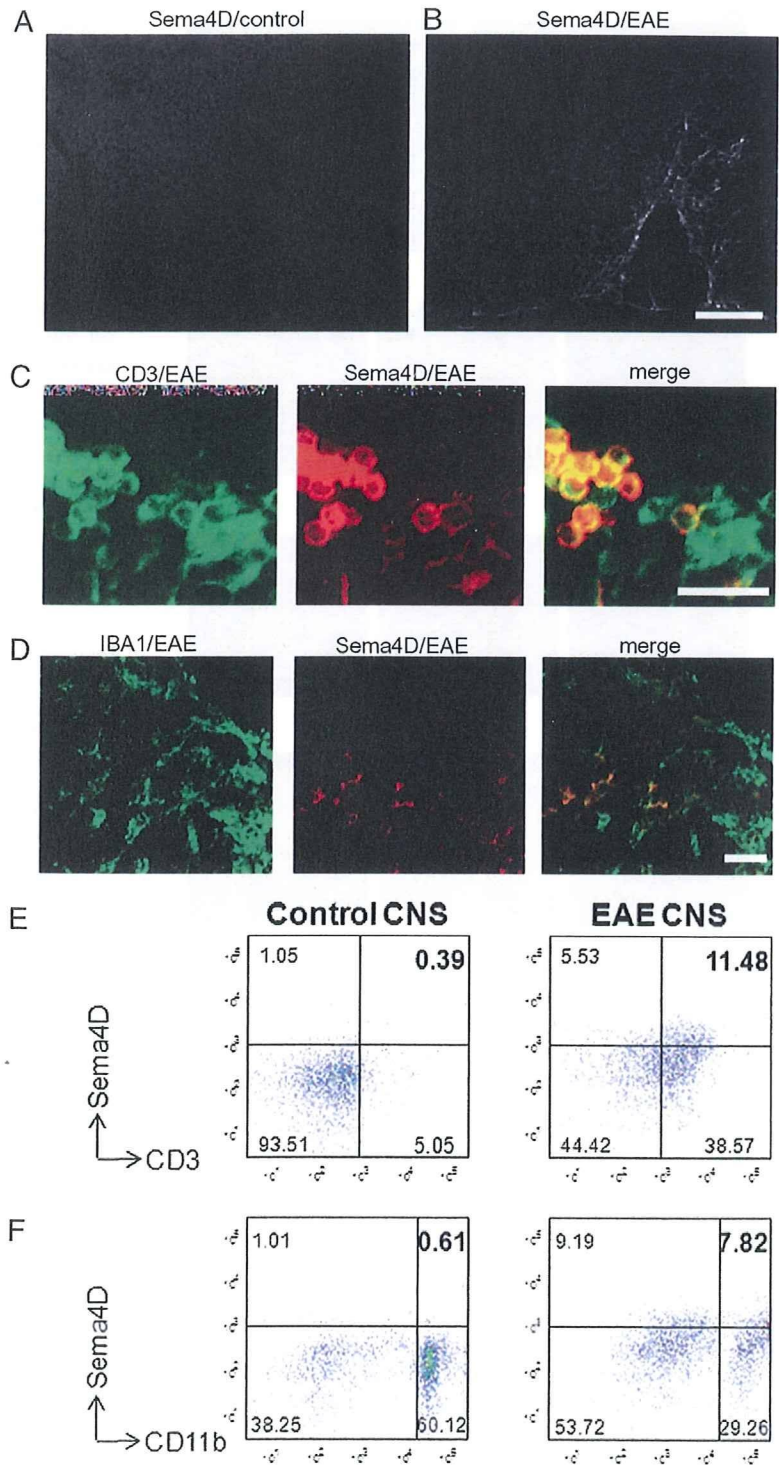 A
Sema4D/control
B
Sema4D/EAE
C
CD3/EAE
Sema4D/EAE
merge
D
IBA1/EAE
Sema4D/EAE
merge
E
Control CNS
EAE CNS
1.05
0.39
93.51
5.05
5.53
11.48
44.42
38.57
Sema4D
CD3
F
1.01
0.61
38.25
60.12
9.19
7.82
53.72
29.26
Sema4D
CD11b